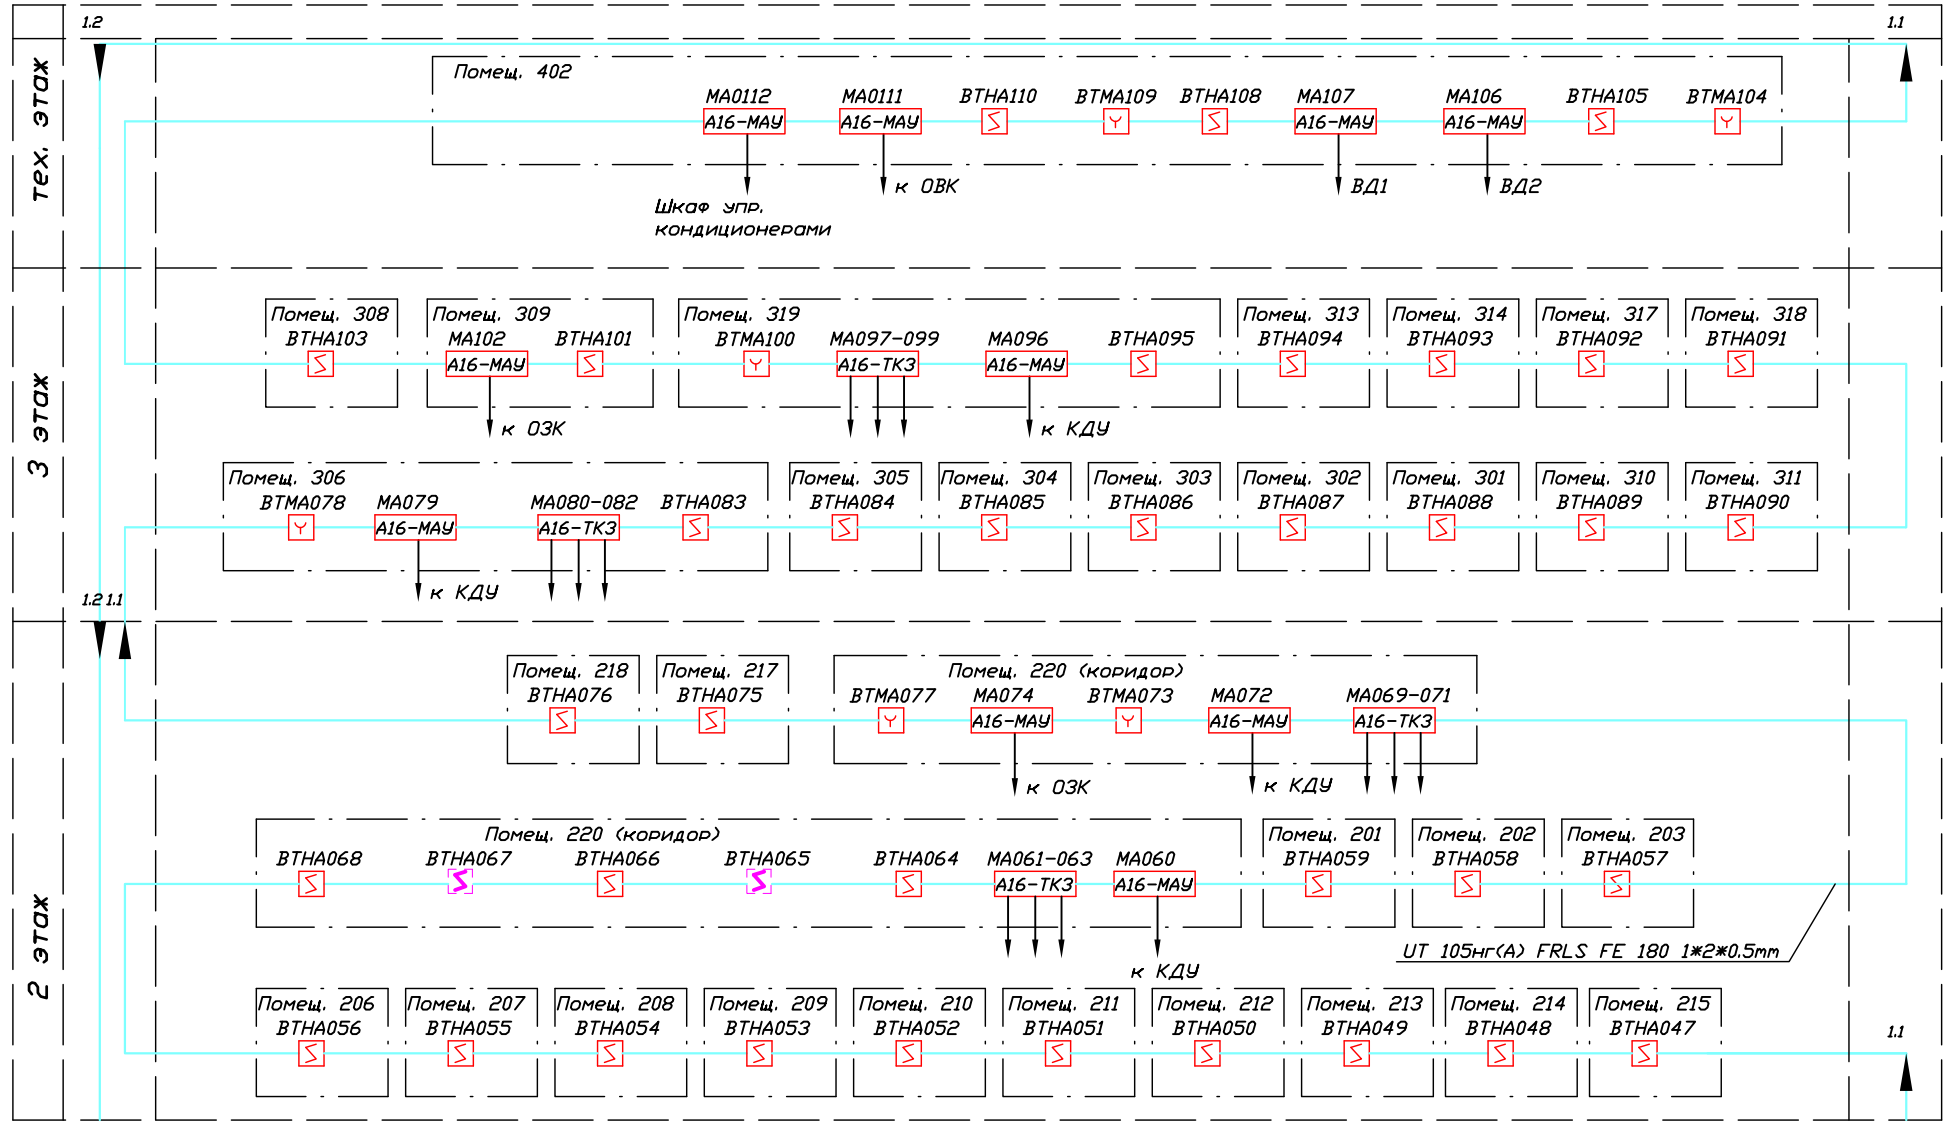 1.2
1.1
тех. этаж
Помещ. 402
МА0112 МА0111 ВТНА110 ВТМА109 ВТНА108 МА107 МА106 ВТНА105 ВТМА104
А16-МАУ А16-МАУ А16-МАУ А16-МАУ
к ОВК ВД1 ВД2
Шкаф упр.
кондиционерами
3 этаж
Помещ. 308 Помещ. 309 Помещ. 319 Помещ. 313 Помещ. 314 Помещ. 317 Помещ. 318
ВТНА103 МА102 ВТНА101 ВТМА100 МА097-099 МА096 ВТНА095 ВТНА094 ВТНА093 ВТНА092 ВТНА091
А16-МАУ А16-ТК3 А16-МАУ
к ОЗК к КДУ
Помещ. 306 Помещ. 305 Помещ. 304 Помещ. 303 Помещ. 302 Помещ. 301 Помещ. 310 Помещ. 311
ВТМА078 МА079 МА080-082 ВТНА083 ВТНА084 ВТНА085 ВТНА086 ВТНА087 ВТНА088 ВТНА089 ВТНА090
А16-МАУ А16-ТК3
к КДУ
1.2 1.1
2 этаж
Помещ. 218 Помещ. 217 Помещ. 220 (коридор)
ВТНА076 ВТНА075 ВТМА077 МА074 ВТМА073 МА072 МА069-071
А16-МАУ А16-МАУ А16-ТК3
к ОЗК к КДУ
Помещ. 220 (коридор) Помещ. 201 Помещ. 202 Помещ. 203
ВТНА068 ВТНА067 ВТНА066 ВТНА065 ВТНА064 МА061-063 МА060 ВТНА059 ВТНА058 ВТНА057
А16-ТК3 А16-МАУ
к КДУ
UT 105нг(А) FRLS FE 180 1*2*0.5mm
Помещ. 206 Помещ. 207 Помещ. 208 Помещ. 209 Помещ. 210 Помещ. 211 Помещ. 212 Помещ. 213 Помещ. 214 Помещ. 215
ВТНА056 ВТНА055 ВТНА054 ВТНА053 ВТНА052 ВТНА051 ВТНА050 ВТНА049 ВТНА048 ВТНА047
1.1